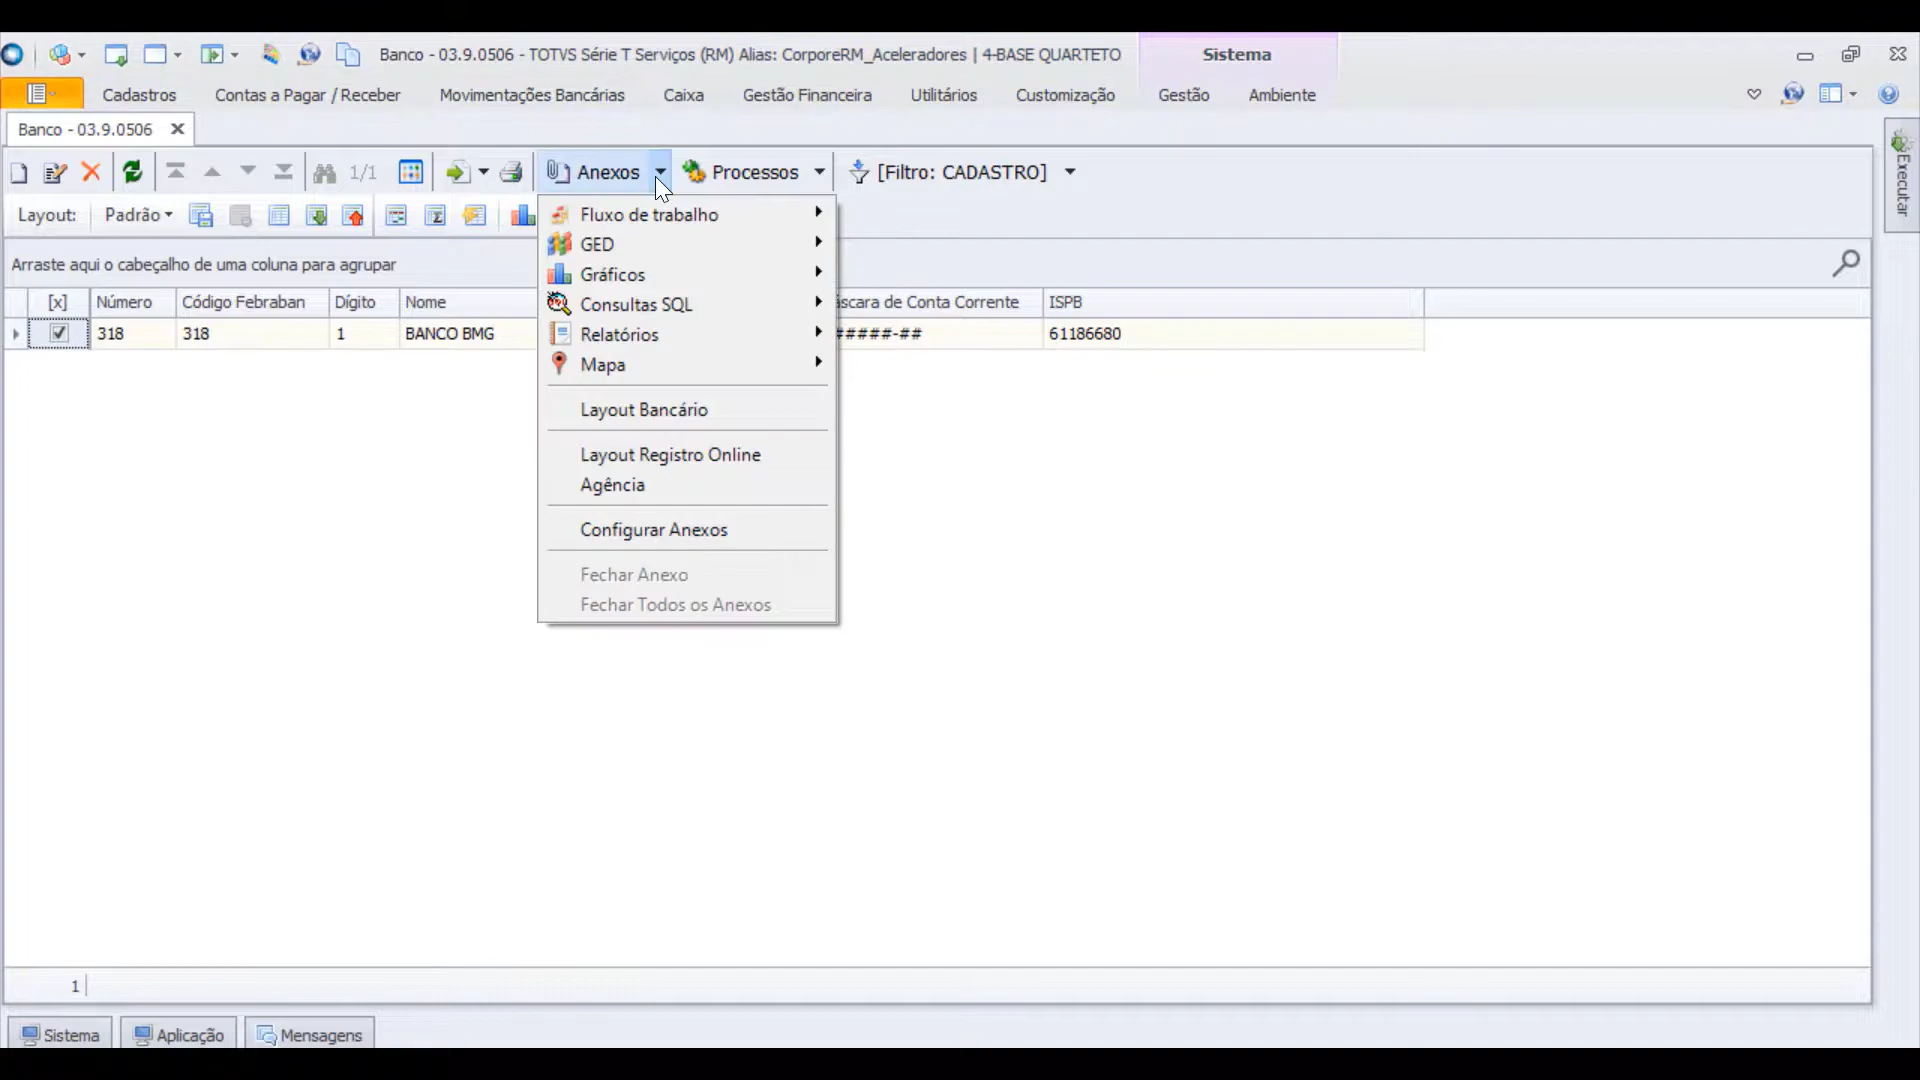 Banco - 03.9.0506 - TOTVS Série T Serviços (RM) Alias: CorporeRM_Aceleradores | 4-BASE QUARTETO
Sistema
Cadastros Contas a Pagar / Receber Movimentações Bancárias Caixa Gestão Financeira Utilitários Customização Gestão Ambiente
Banco - 03.9.0506
1/1 Anexos Processos [Filtro: CADASTRO]
Executar
Layout: Padrão
Arraste aqui o cabeçalho de uma coluna para agrupar
[x] Número Código Febraban Dígito Nome scara de Conta Corrente ISPB
318 318 1 BANCO BMG #####-## 61186680
Fluxo de trabalho
GED
Gráficos
Consultas SQL
Relatórios
Mapa
Layout Bancário
Layout Registro Online
Agência
Configurar Anexos
Fechar Anexo
Fechar Todos os Anexos
1
Sistema Aplicação Mensagens